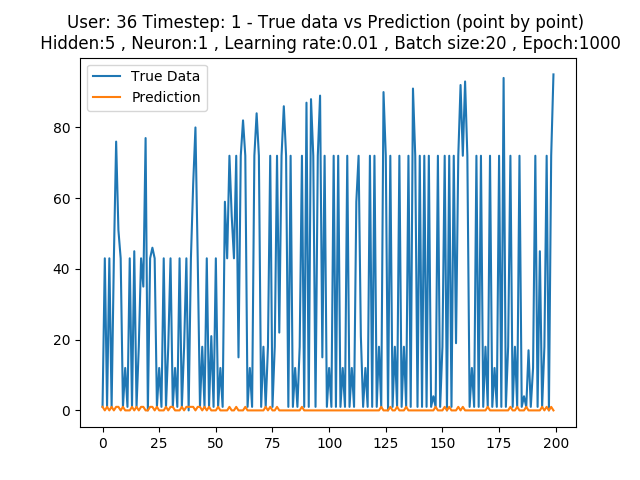 User: 36 Timestep: 1 - True data vs Prediction (point by point)
Hidden:5 , Neuron:1 , Learning rate:0.01 , Batch size:20 , Epoch:1000
True Data
Prediction
80
60
40
20
0
0 25 50 75 100 125 150 175 200